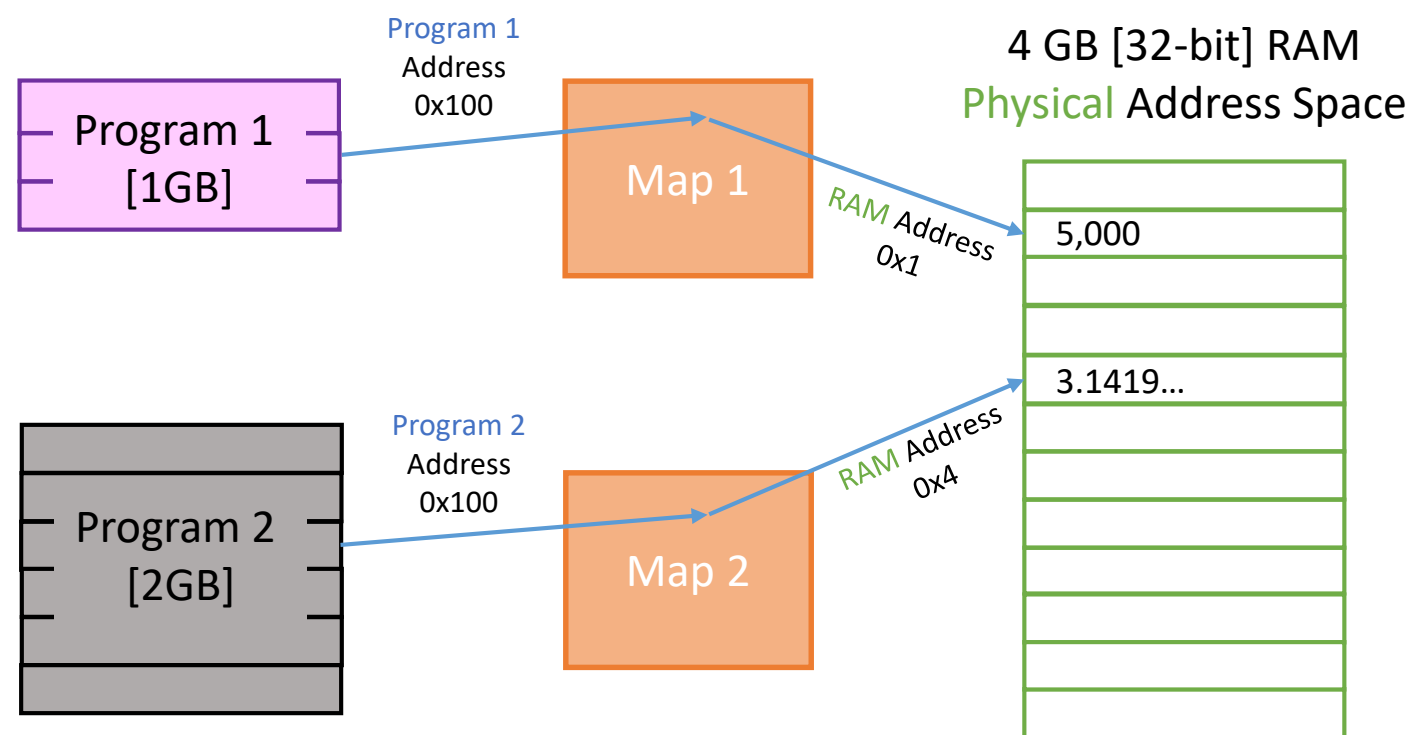 Program 1
Address
0x100
4 GB [32-bit] RAM
Physical Address Space
Program 1
[1GB]
Map 1
RAM Address
0x1
5,000
3.1419...
Program 2
Address
0x100
RAM Address
0x4
Program 2
[2GB]
Map 2